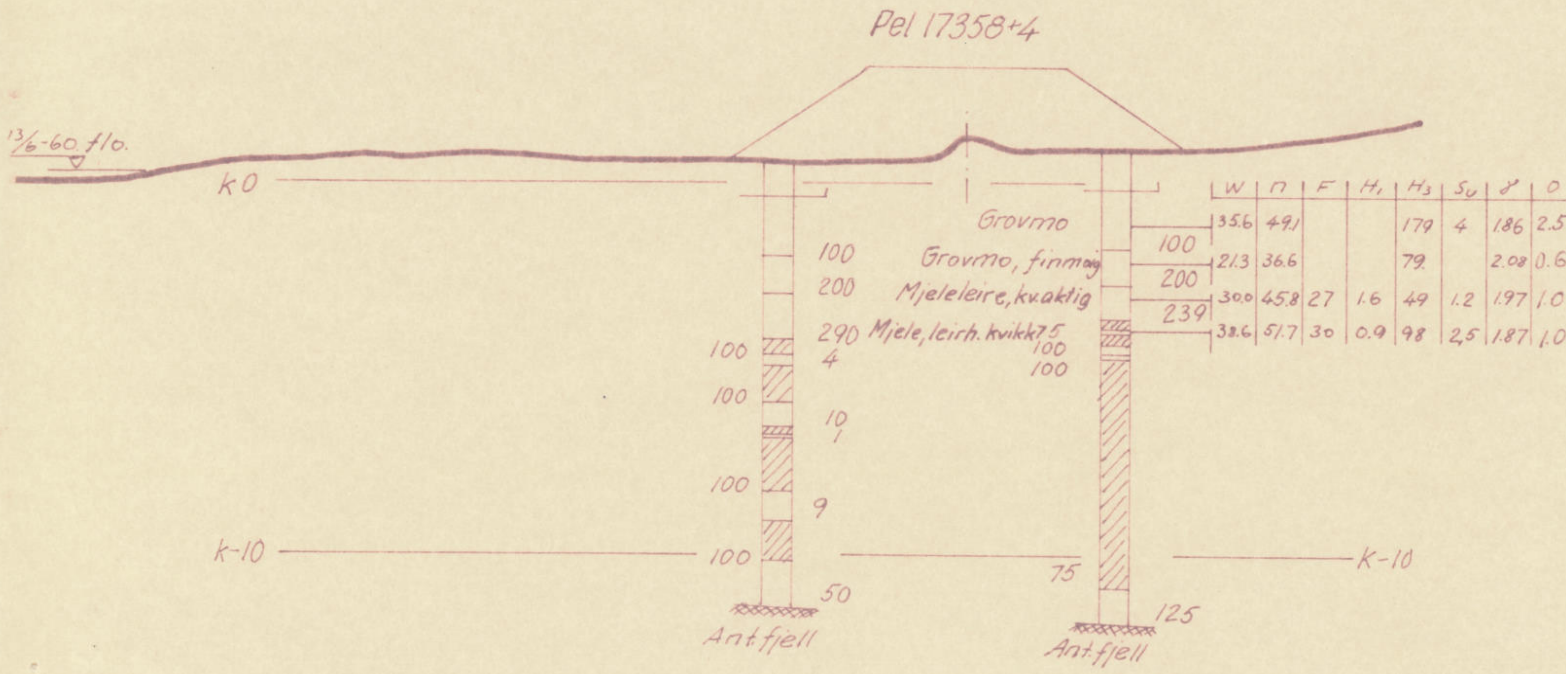 Pel 17358+4
13/6-60 flo.
k0
W n F H₁ H₃ Su γ O
Grovmo 35.6 49.1 179 4 1.86 2.5
100 100
Grovmo, finmoig 21.3 36.6 79. 2.08 0.6
200 200
Mjeleleire, kv.aktig 30.0 45.8 27 1.6 49 1.2 1.97 1.0
239
290 Mjele, leirh. kvikk 75 38.6 51.7 30 0.9 98 2,5 1.87 1.0
100 100
4 100
100
10
1
100
9
k-10 100 k-10
75
50
125
Ant.fjell
Ant.fjell